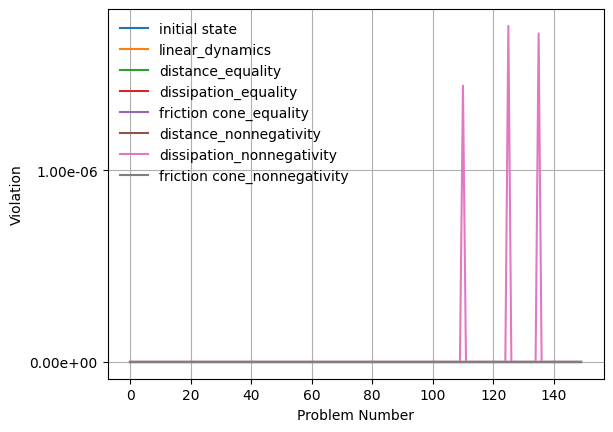 initial state
linear_dynamics
distance_equality
dissipation_equality
friction cone_equality
distance_nonnegativity
dissipation_nonnegativity
friction cone_nonnegativity
Violation
1.00e-06
0.00e+00
0 20 40 60 80 100 120 140
Problem Number